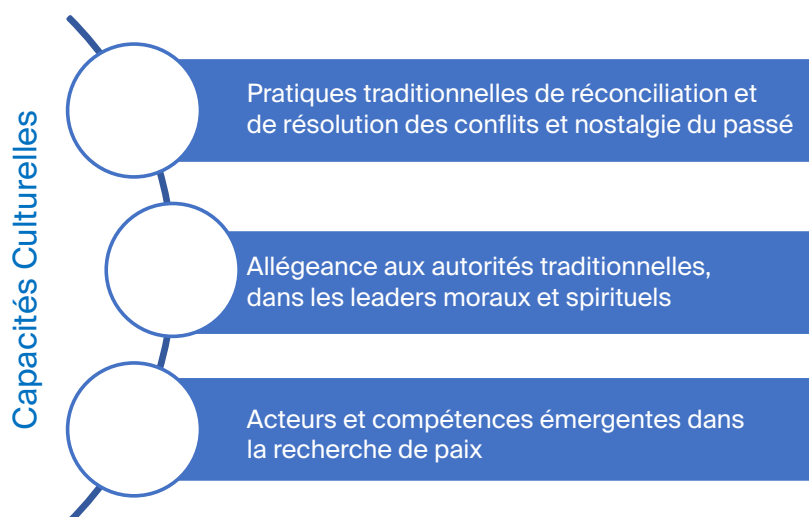 Capacités Culturelles
Pratiques traditionnelles de réconciliation et
de résolution des conflits et nostalgie du passé
Allégeance aux autorités traditionnelles,
dans les leaders moraux et spirituels
Acteurs et compétences émergentes dans
la recherche de paix